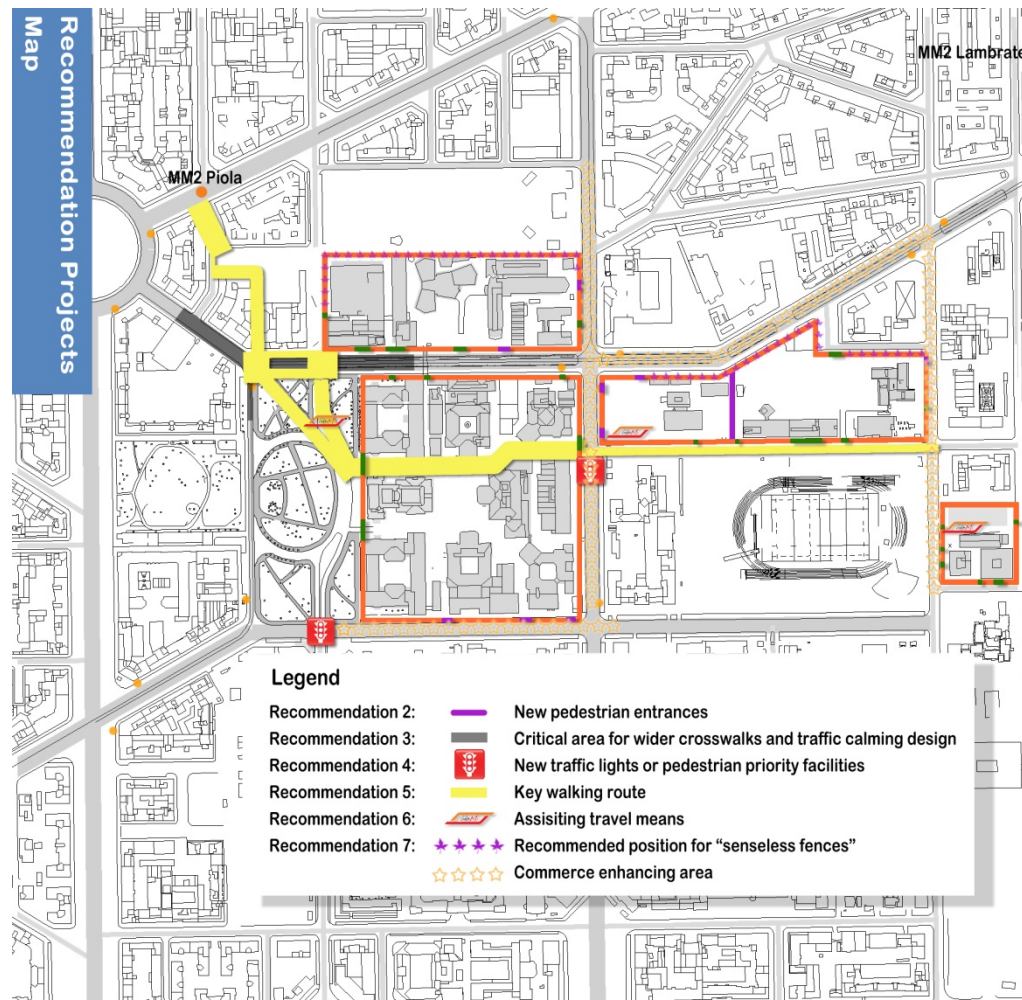 Recommendation Projects
Map
MM2 Lambrate
MM2 Piola
Legend
Recommendation 2: New pedestrian entrances
Recommendation 3: Critical area for wider crosswalks and traffic calming design
Recommendation 4: New traffic lights or pedestrian priority facilities
Recommendation 5: Key walking route
Recommendation 6: Assisiting travel means
Recommendation 7: Recommended position for “senseless fences”
Commerce enhancing area